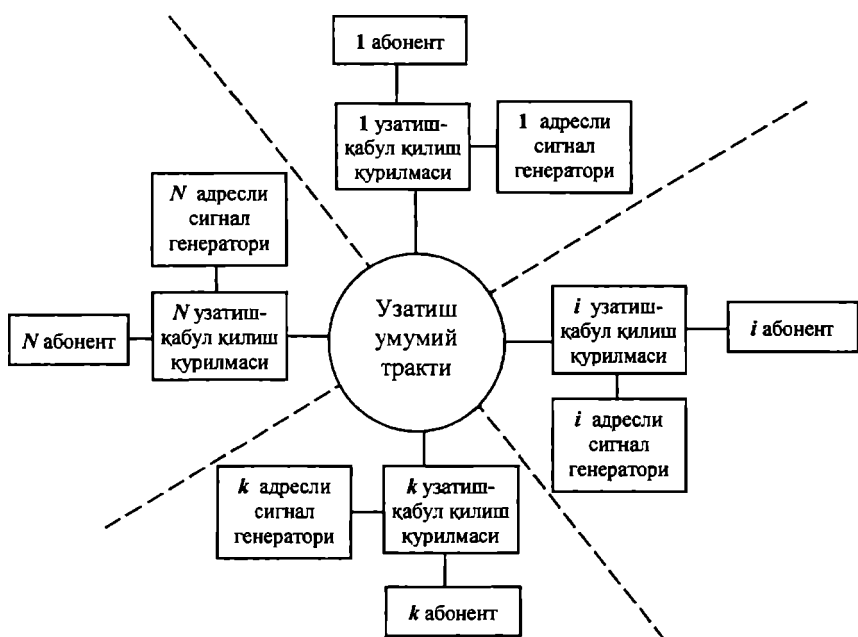 1 абонент
1 узатиш-
қабул қилиш
қурилмаси
1 адресли
сигнал
генератори
N адресли
сигнал
генератори
N абонент
N узатиш-
қабул қилиш
қурилмаси
Узатиш
умумий
тракти
i узатиш-
қабул қилиш
қурилмаси
i абонент
i адресли
сигнал
генератори
k адресли
сигнал
генератори
k узатиш-
қабул қилиш
қурилмаси
k абонент